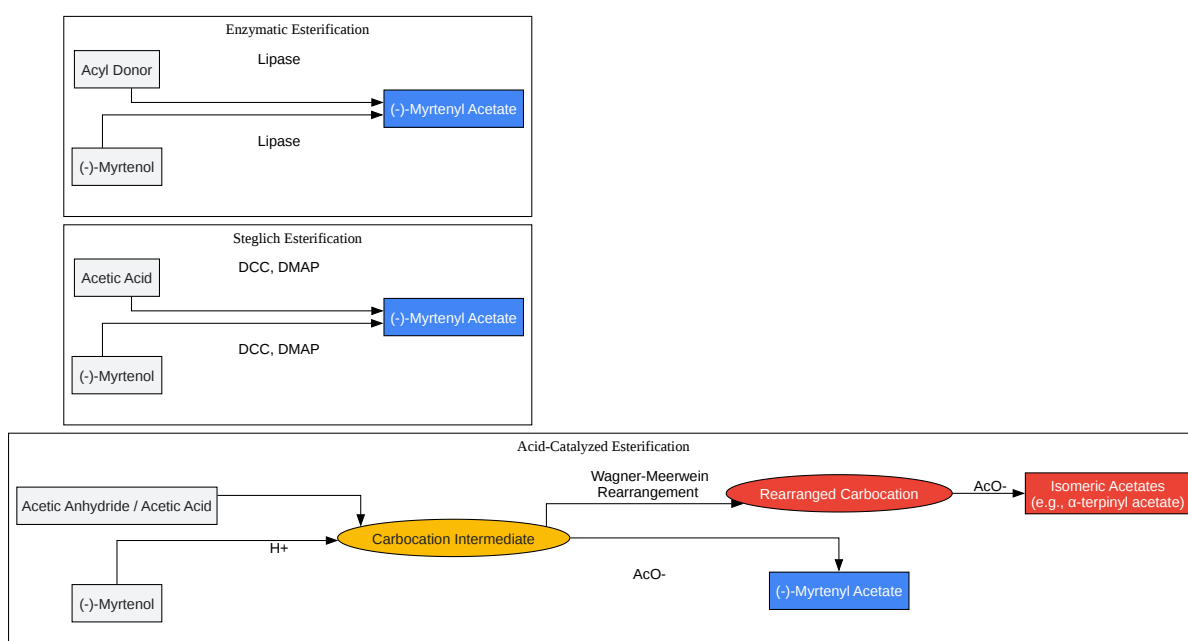 Enzymatic Esterification
Lipase
Acyl Donor
(-)-Myrtenyl Acetate
Lipase
(-)-Myrtenol
Steglich Esterification
DCC, DMAP
Acetic Acid
(-)-Myrtenyl Acetate
DCC, DMAP
(-)-Myrtenol
Acid-Catalyzed Esterification
Acetic Anhydride / Acetic Acid
H+
(-)-Myrtenol
Carbocation Intermediate
Wagner-Meerwein
Rearrangement
Rearranged Carbocation
AcO-
Isomeric Acetates
(e.g., α-terpinyl acetate)
AcO-
(-)-Myrtenyl Acetate